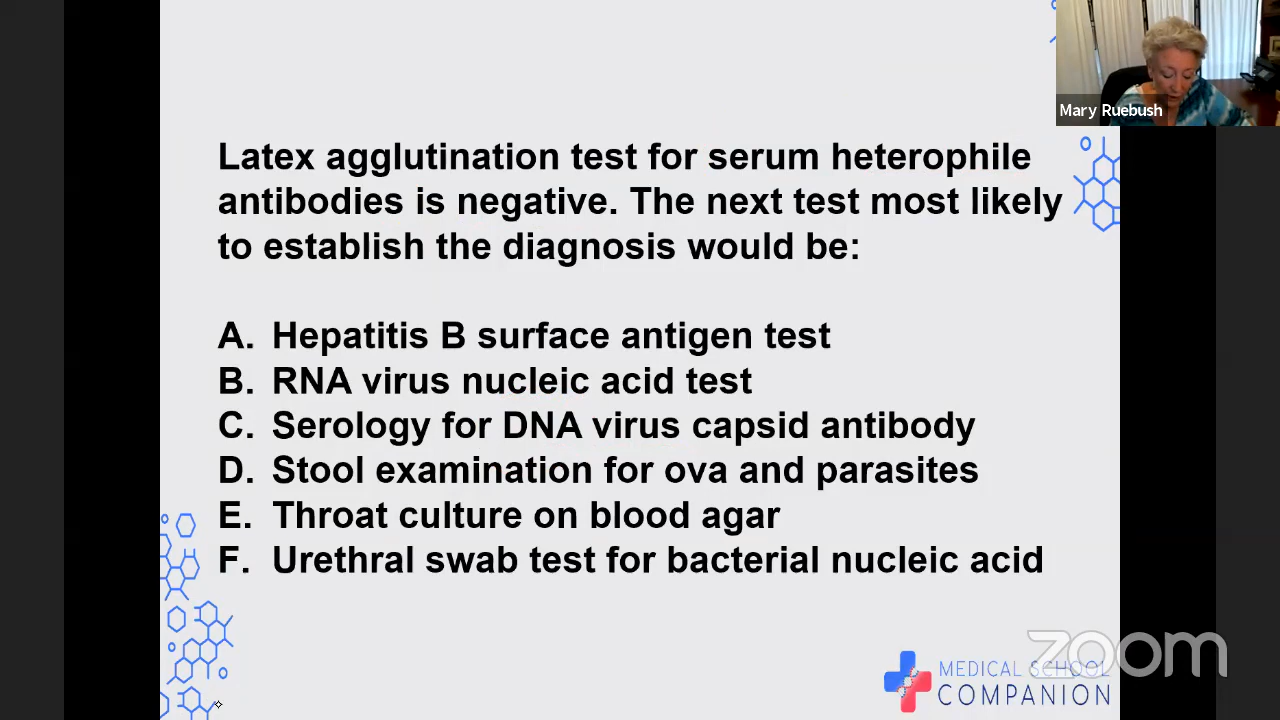 Mary Ruebush
Latex agglutination test for serum heterophile
antibodies is negative. The next test most likely
to establish the diagnosis would be:
A. Hepatitis B surface antigen test
B. RNA virus nucleic acid test
C. Serology for DNA virus capsid antibody
D. Stool examination for ova and parasites
E. Throat culture on blood agar
F. Urethral swab test for bacterial nucleic acid
zoom
MEDICAL SCHOOL
COMPANION